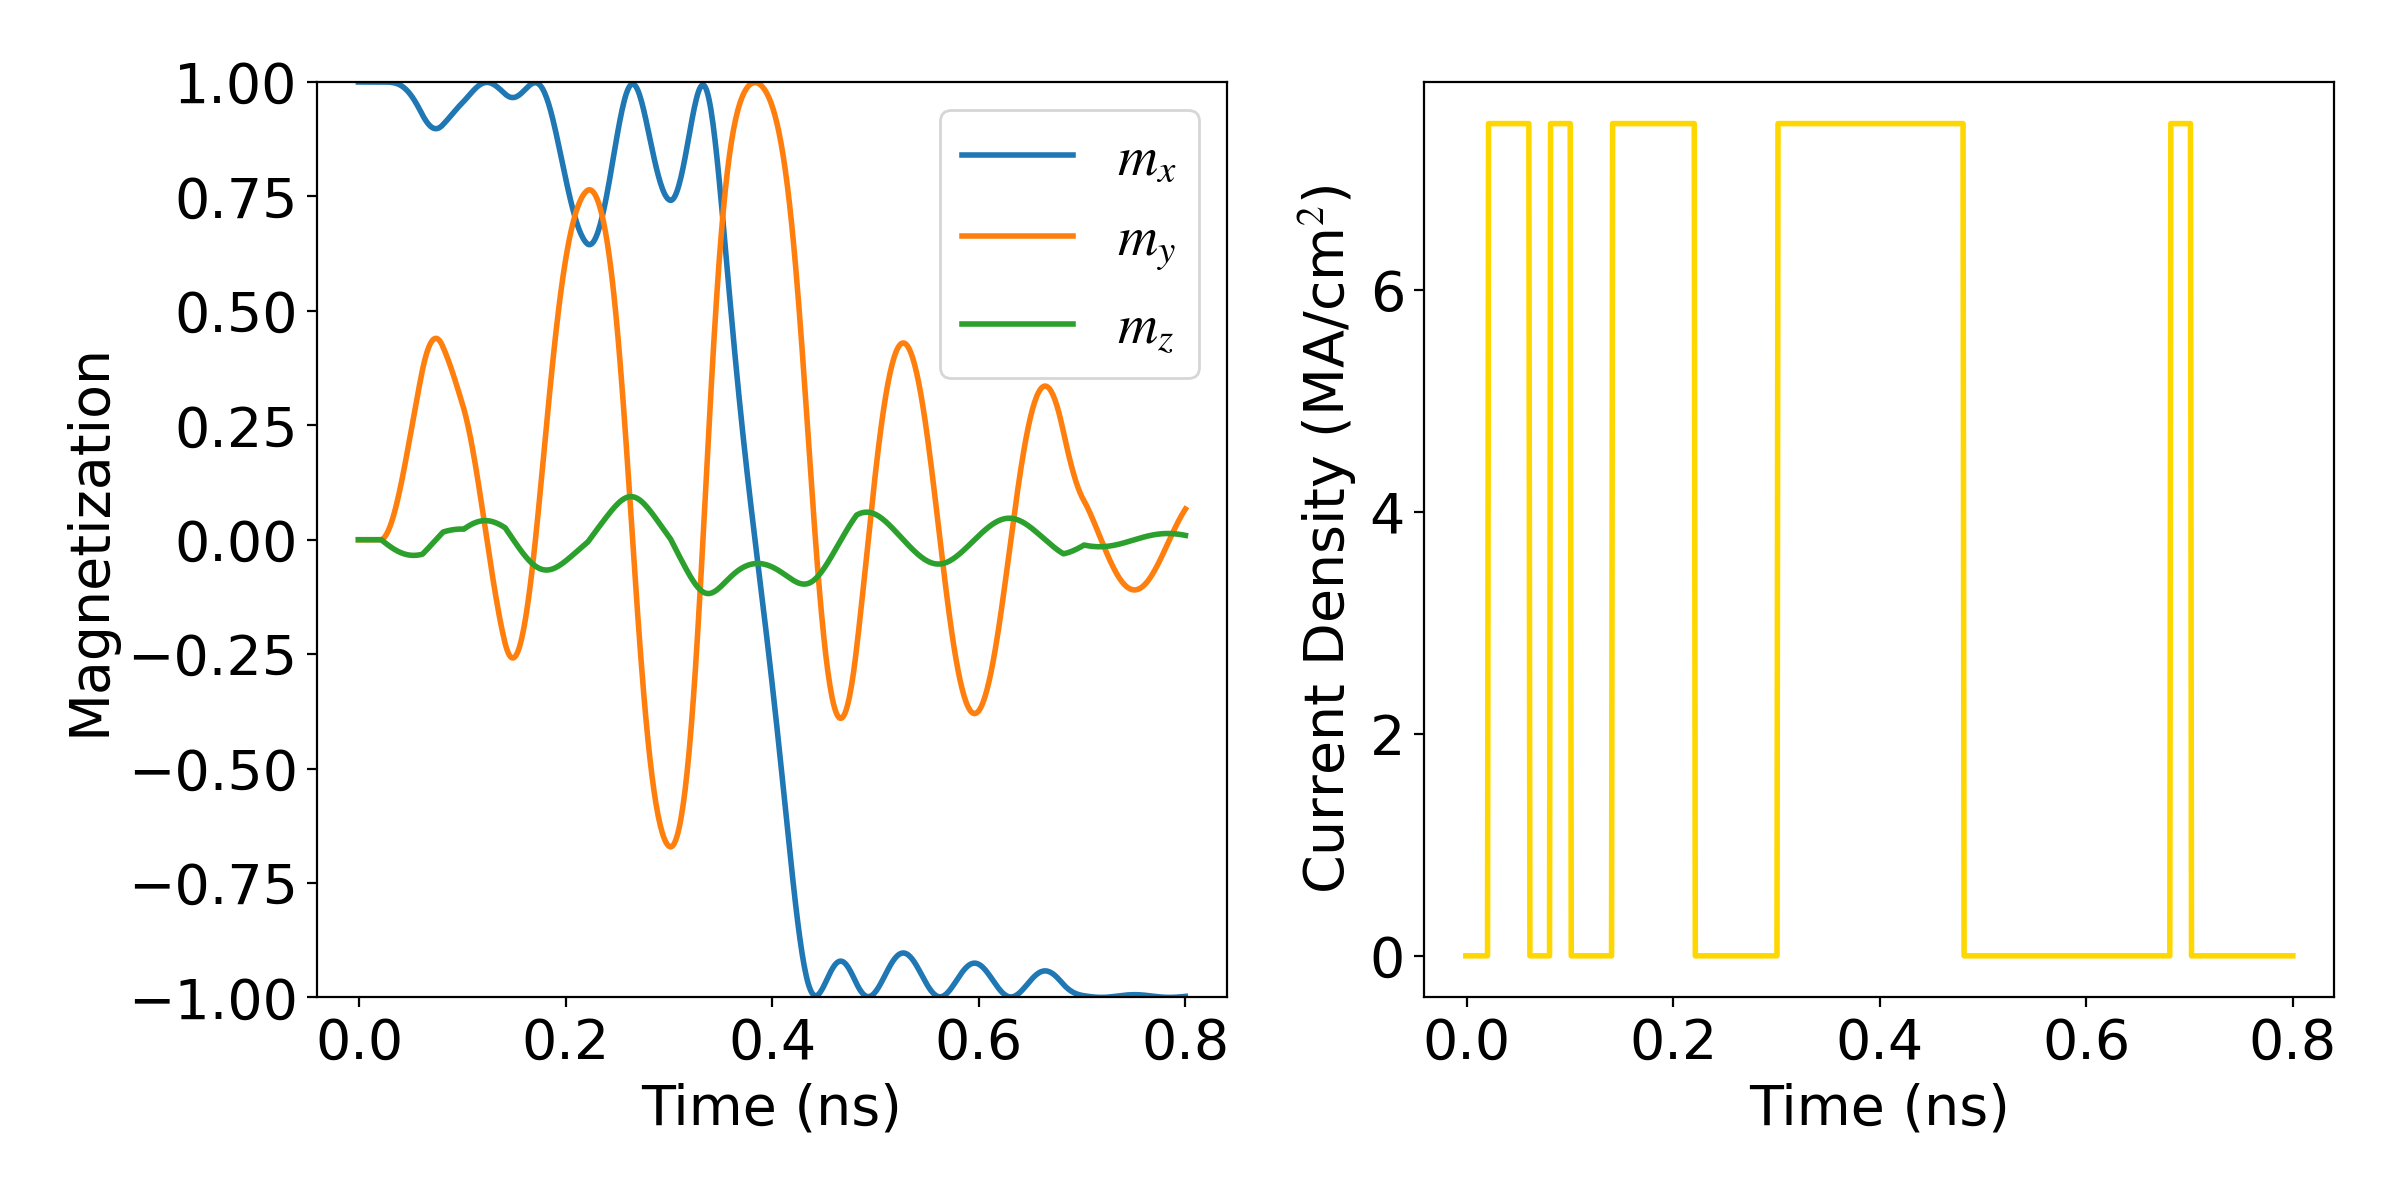 Magnetization
1.00
0.75
0.50
0.25
0.00
−0.25
−0.50
−0.75
−1.00
0.0 0.2 0.4 0.6 0.8
Time (ns)
m_x
m_y
m_z
Current Density (MA/cm²)
6
4
2
0
0.0 0.2 0.4 0.6 0.8
Time (ns)